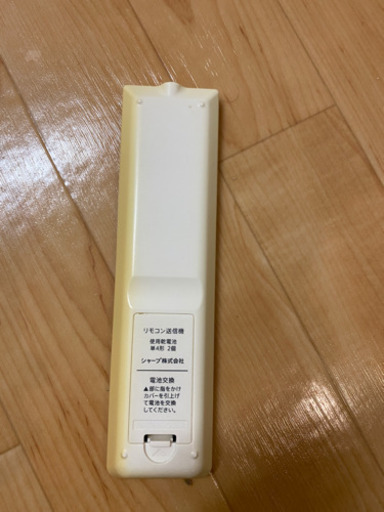 リモコン送信機
使用乾電池
単4形 2個
シャープ株式会社
電池交換
▲部に指をかけ
カバーを引上げ
て電池を交換
してください。